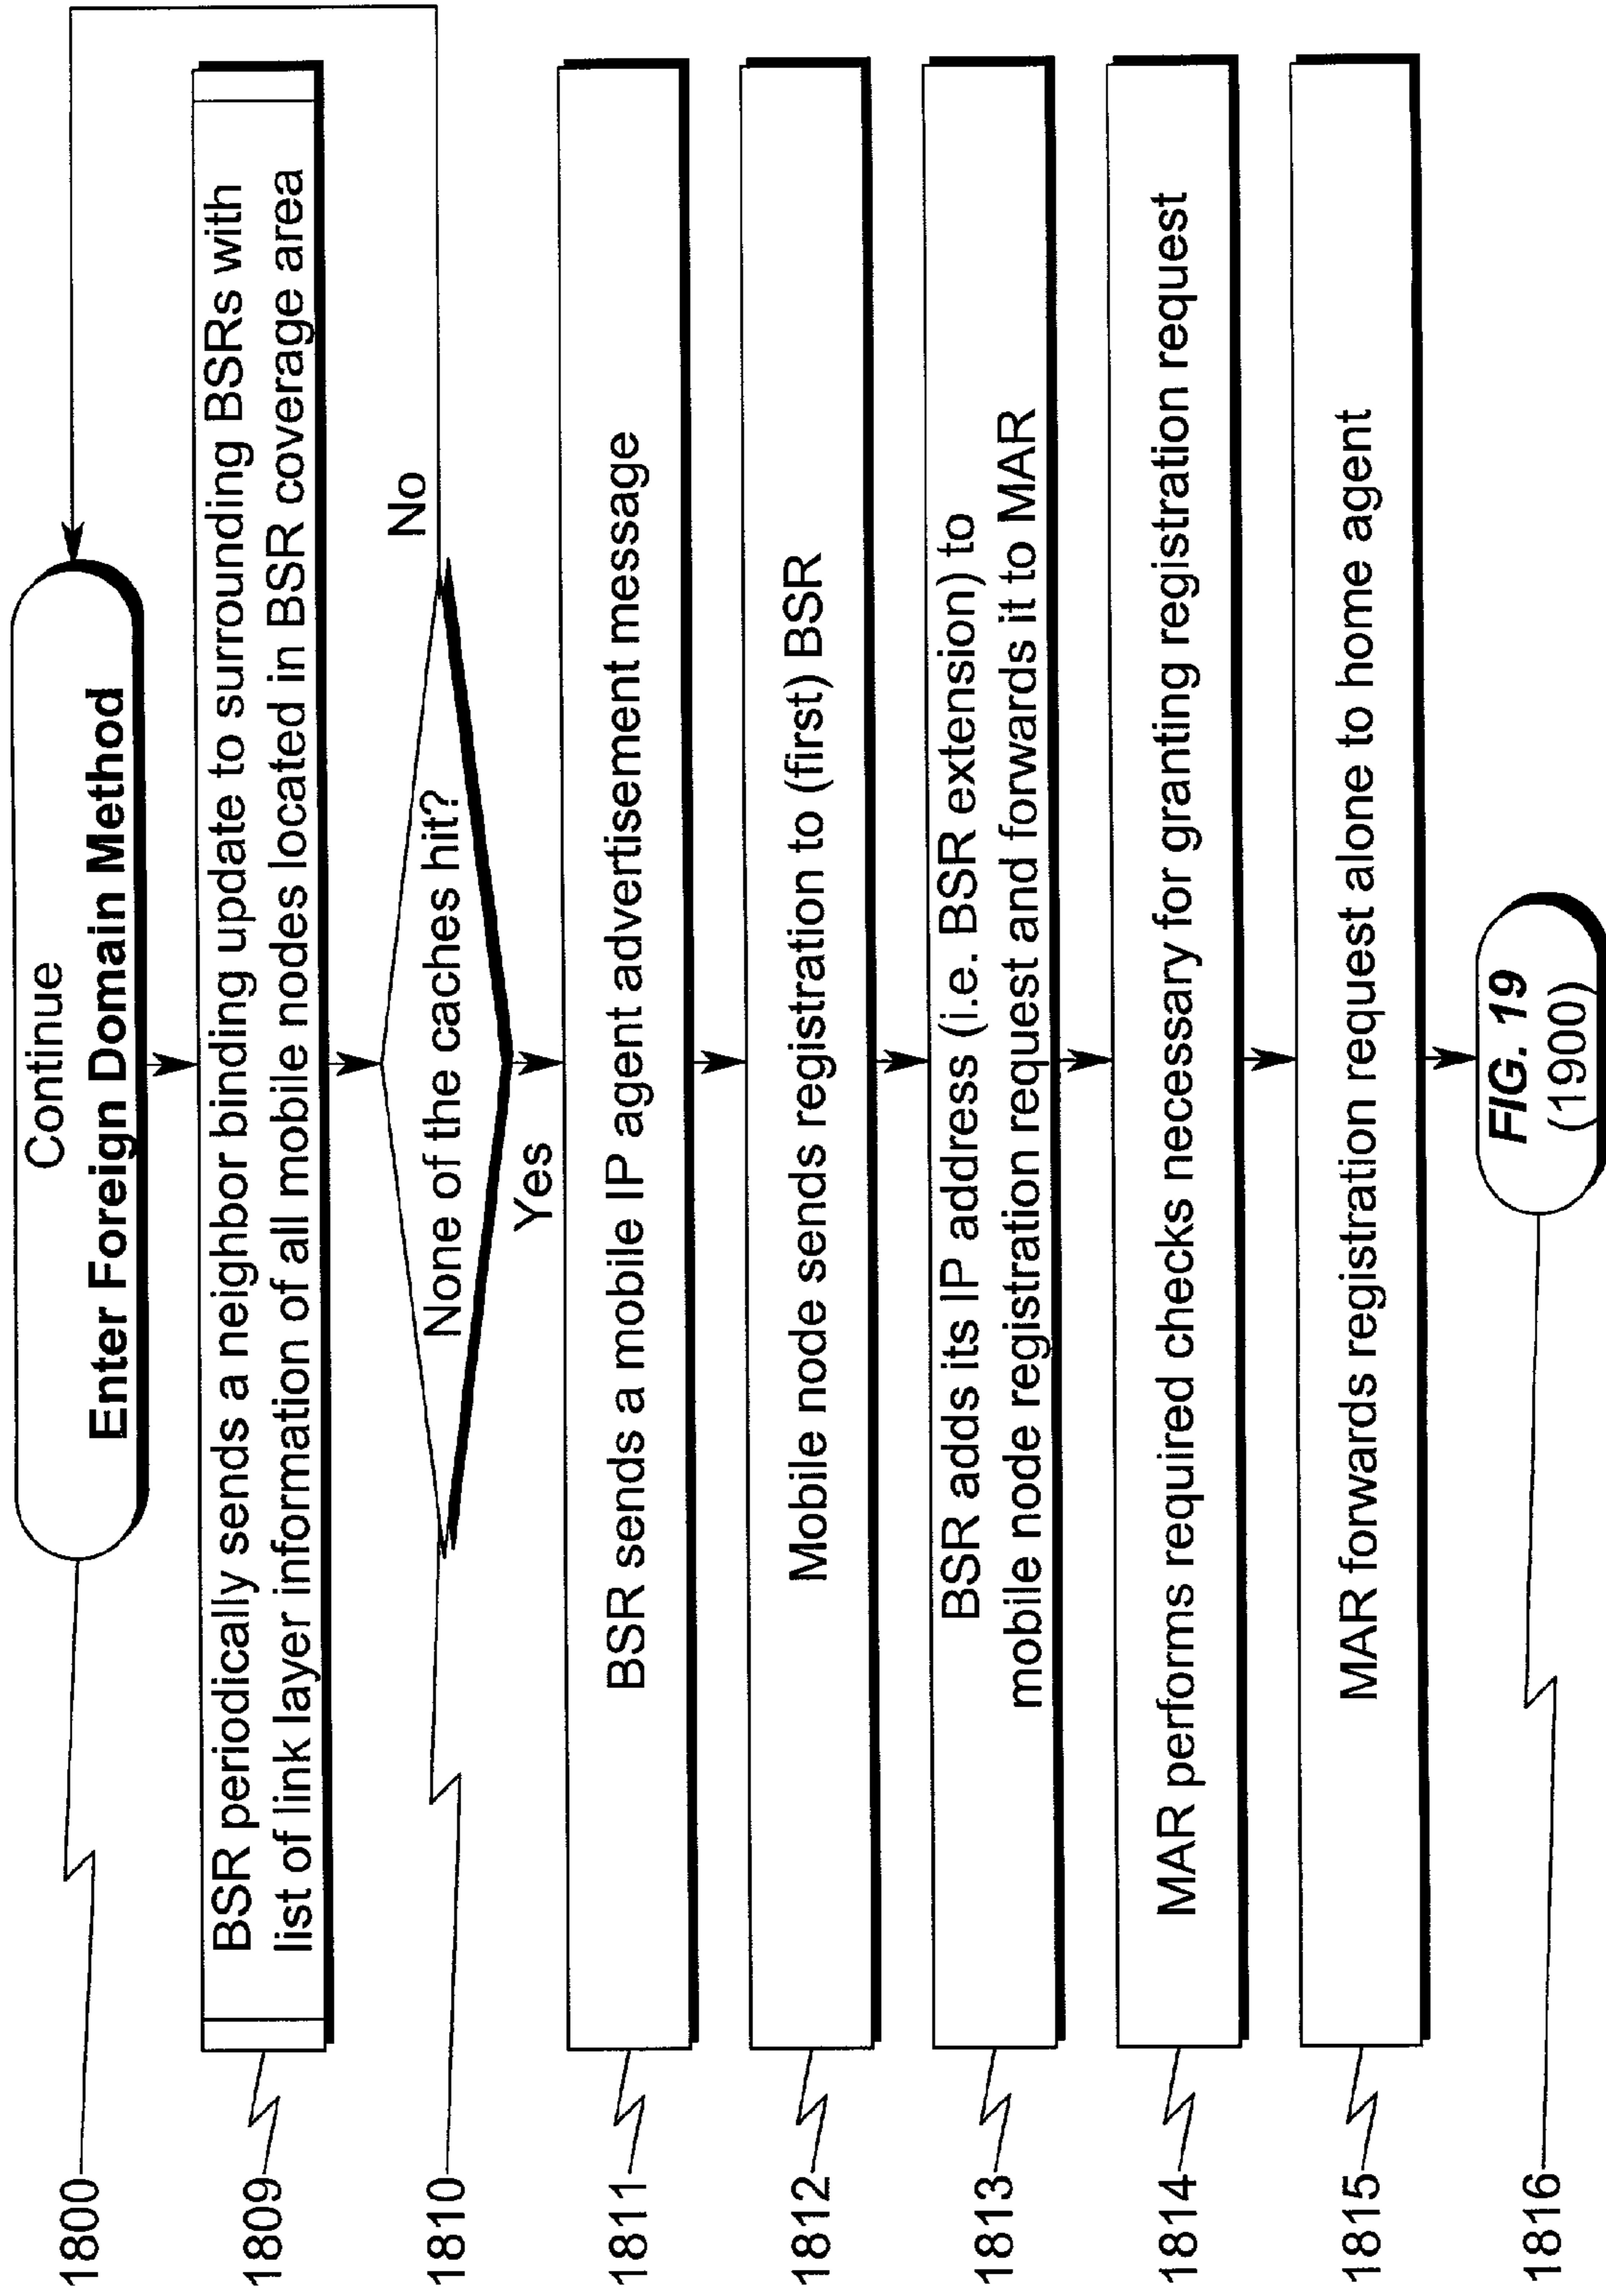 1800
Continue
Enter Foreign Domain Method
1809
BSR periodically sends a neighbor binding update to surrounding BSRs with
list of link layer information of all mobile nodes located in BSR coverage area
1810
None of the caches hit?
No
Yes
1811
BSR sends a mobile IP agent advertisement message
1812
Mobile node sends registration to (first) BSR
1813
BSR adds its IP address (i.e. BSR extension) to
mobile node registration request and forwards it to MAR
1814
MAR performs required checks necessary for granting registration request
1815
MAR forwards registration request alone to home agent
1816
FIG. 19
(1900)